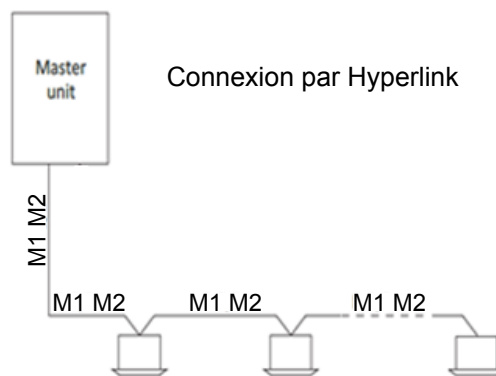 Master
unit
Connexion par Hyperlink
M1 M2
M1 M2
M1 M2
M1 M2